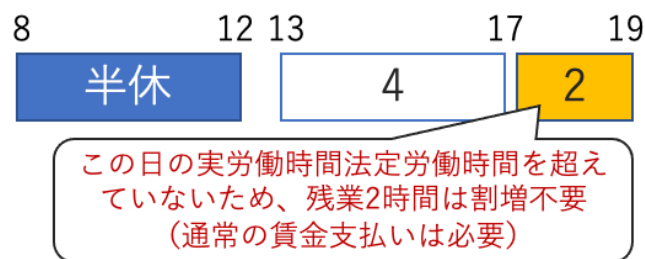 8 12 13 17 19
半休 4 2
この日の実労働時間法定労働時間を超え
ていないため、残業2時間は割増不要
(通常の賃金支払いは必要)